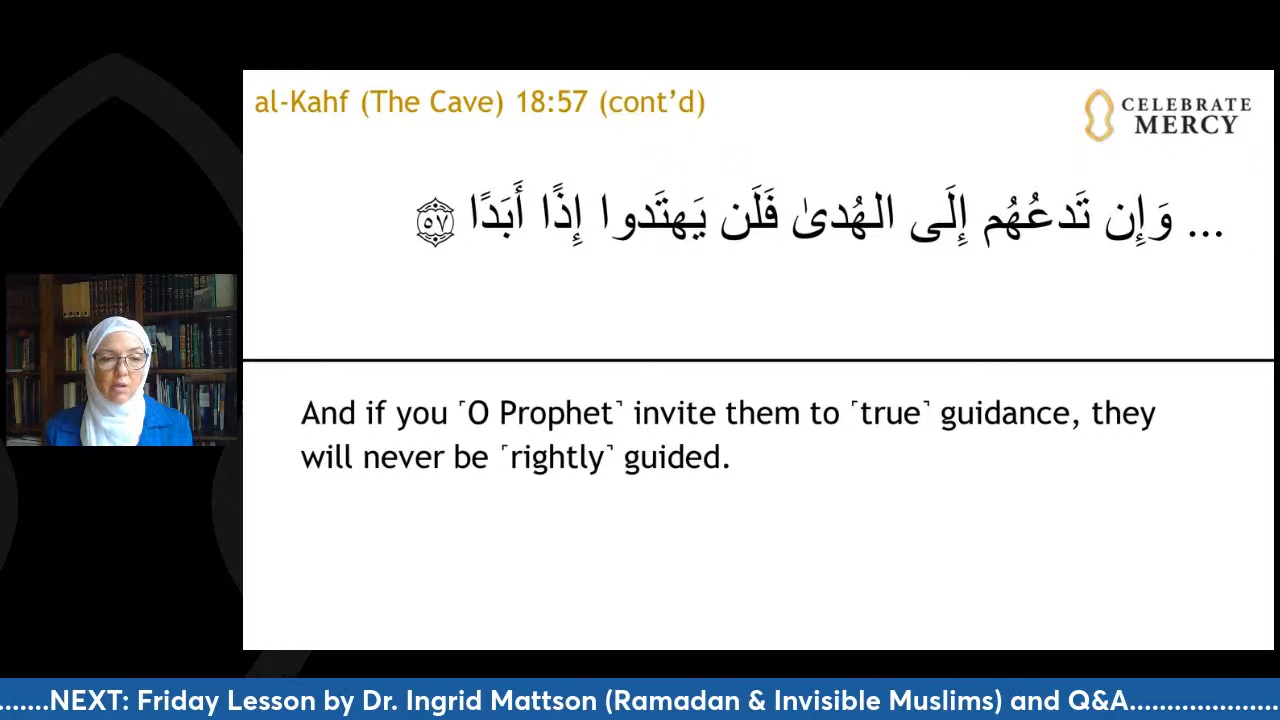 al-Kahf (The Cave) 18:57 (cont’d)
CELEBRATE
MERCY
... وَإِن تَدعُهُم إِلَى الهُدىٰ فَلَن يَهتَدوا إِذًا أَبَدًا ۝٥٧
And if you ˹O Prophet˺ invite them to ˹true˺ guidance, they
will never be ˹rightly˺ guided.
.......NEXT: Friday Lesson by Dr. Ingrid Mattson (Ramadan & Invisible Muslims) and Q&A.....................